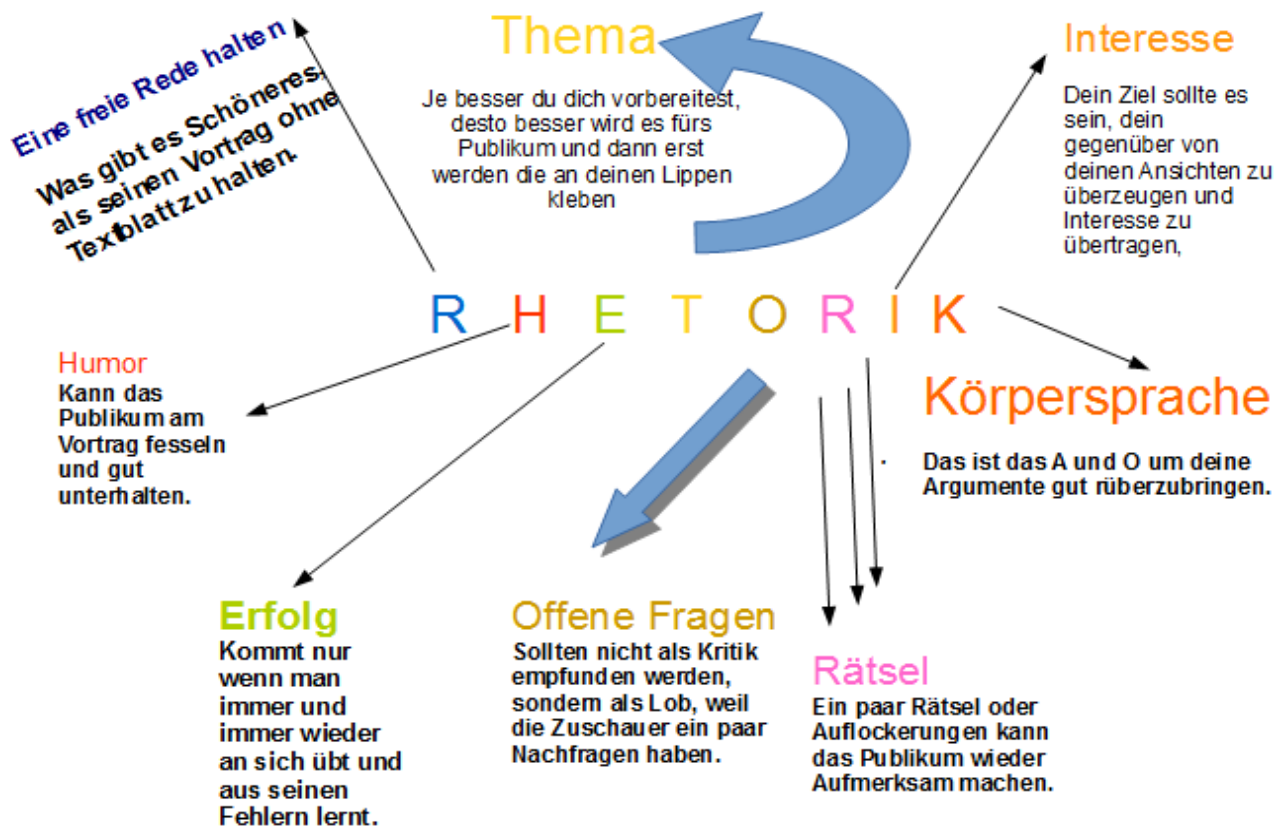 Eine freie Rede halten
Was gibt es Schöneres.
als seinen Vortrag ohne
Textblatt zu halten.
Thema
Je besser du dich vorbereitest,
desto besser wird es fürs
Publikum und dann erst
werden die an deinen Lippen
kleben
Interesse
Dein Ziel sollte es
sein, dein
gegenüber von
deinen Ansichten zu
überzeugen und
Interesse zu
übertragen,
R H E T O R I K
Humor
Kann das
Publikum am
Vortrag fesseln
und gut
unterhalten.
Körpersprache
Das ist das A und O um deine
Argumente gut rüberzubringen.
Erfolg
Kommt nur
wenn man
immer und
immer wieder
an sich übt und
aus seinen
Fehlern lernt.
Offene Fragen
Sollten nicht als Kritik
empfunden werden,
sondern als Lob, weil
die Zuschauer ein paar
Nachfragen haben.
Rätsel
Ein paar Rätsel oder
Auflockerungen kann
das Publikum wieder
Aufmerksam machen.